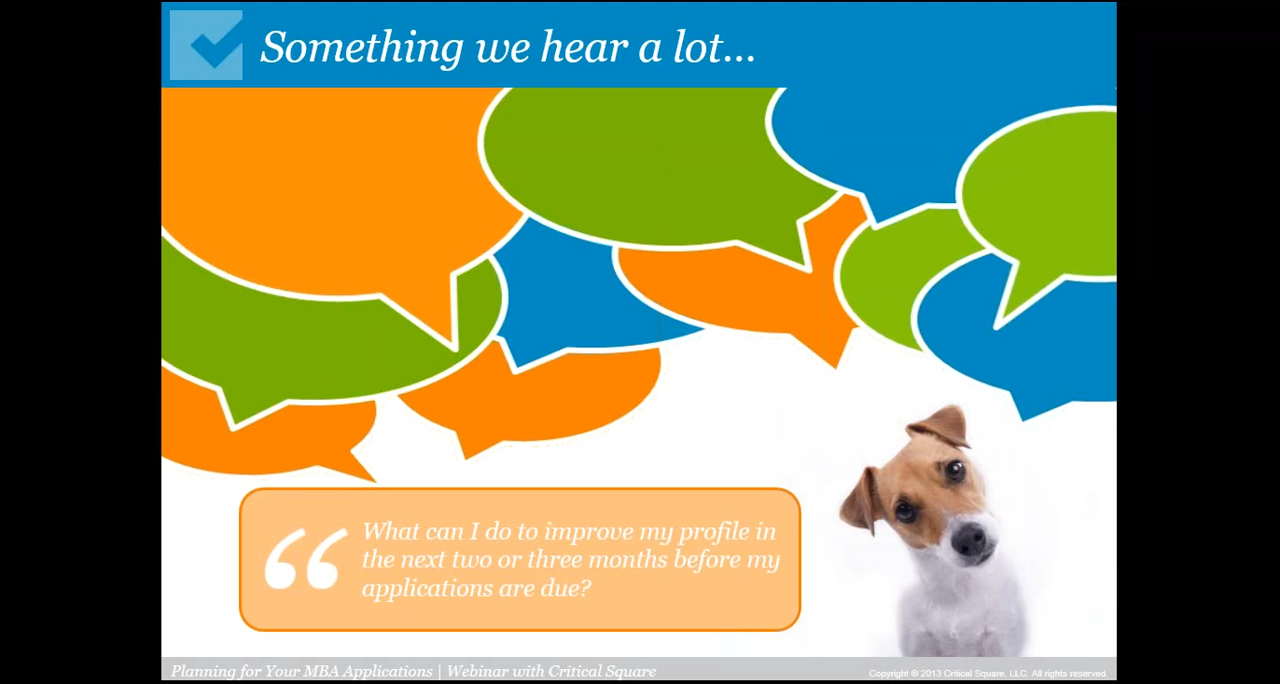 Something we hear a lot...
“
What can I do to improve my profile in
the next two or three months before my
applications are due?
Planning for Your MBA Applications | Webinar with Critical Square
Copyright © 2013 Critical Square, LLC. All rights reserved.